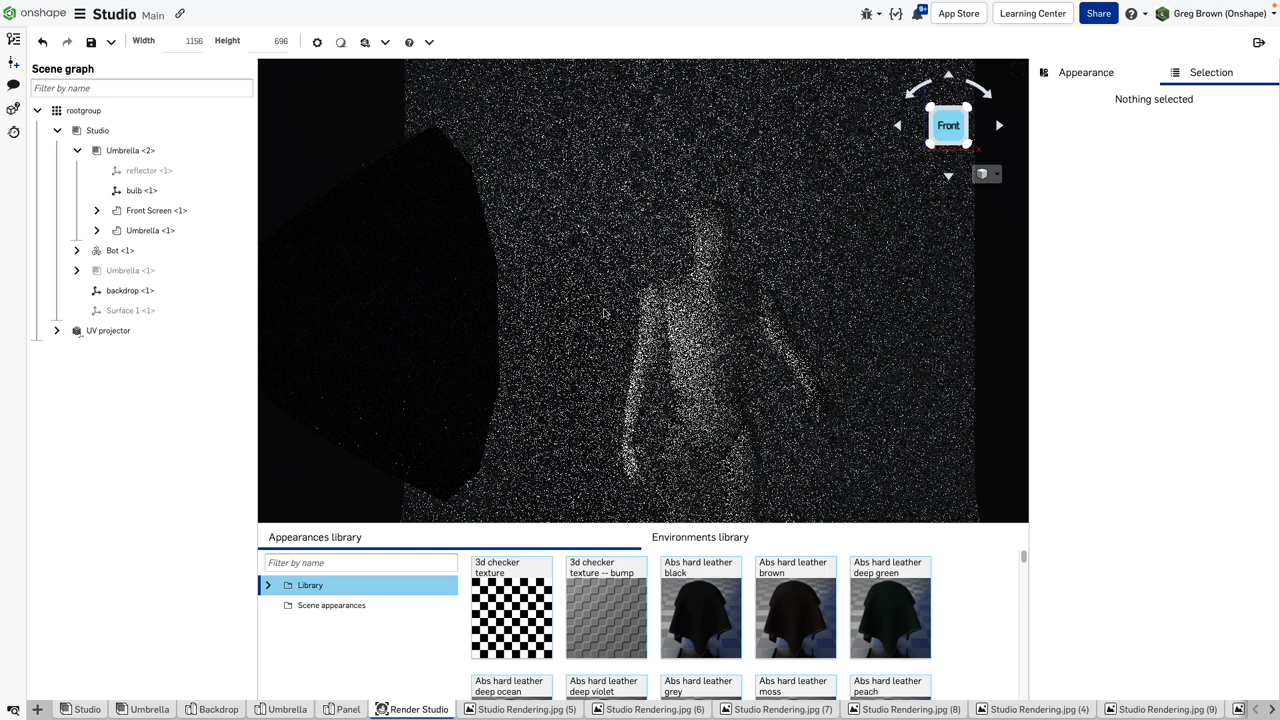 onshape Studio Main App Store Learning Center Share Greg Brown (Onshape)
9+
Width 1156 Height 696
Scene graph
Filter by name
rootgroup
Studio
Umbrella <2>
reflector <1>
bulb <1>
Front Screen <1>
Umbrella <1>
Bot <1>
Umbrella <1>
backdrop <1>
Surface 1 <1>
UV projector
Front
X
Appearance Selection
Nothing selected
Appearances library Environments library
Filter by name
Library
Scene appearances
3d checker
texture
3d checker
texture -- bump
Abs hard leather
black
Abs hard leather
brown
Abs hard leather
deep green
Abs hard leather
deep ocean
Abs hard leather
deep violet
Abs hard leather
grey
Abs hard leather
moss
Abs hard leather
peach
Studio Umbrella Backdrop Umbrella Panel Render Studio Studio Rendering.jpg (5) Studio Rendering.jpg (6) Studio Rendering.jpg (7) Studio Rendering.jpg (8) Studio Rendering.jpg (4) Studio Rendering.jpg (9)